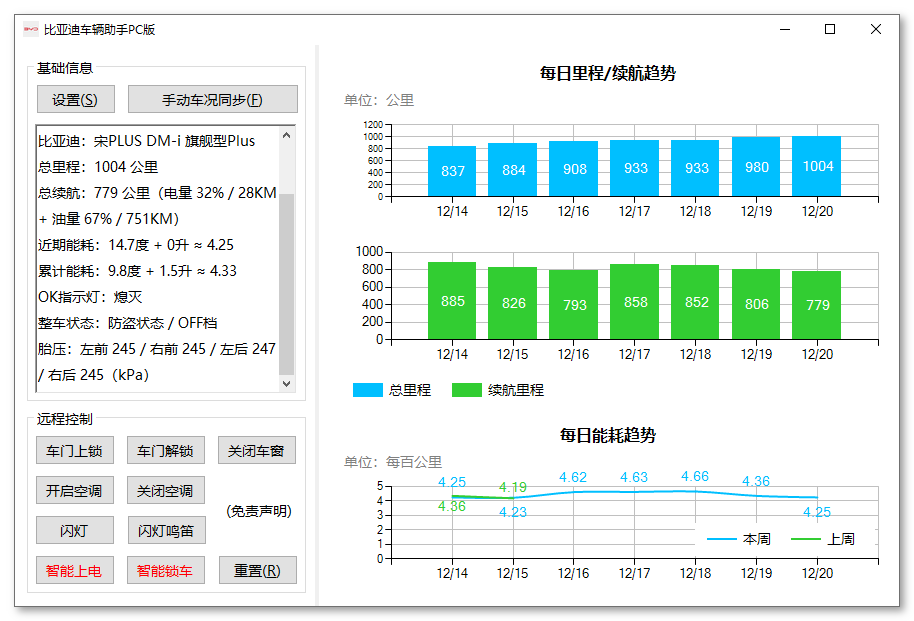 比亚迪车辆助手PC版
基础信息
设置(S)
手动车况同步(F)
比亚迪：宋PLUS DM-i 旗舰型Plus
总里程：1004 公里
总续航：779 公里（电量 32% / 28KM
+ 油量 67% / 751KM）
近期能耗：14.7度 + 0升 ≈ 4.25
累计能耗：9.8度 + 1.5升 ≈ 4.33
OK指示灯：熄灭
整车状态：防盗状态 / OFF档
胎压：左前 245 / 右前 245 / 左后 247
/ 右后 245（kPa）
远程控制
车门上锁 车门解锁 关闭车窗
开启空调 关闭空调
(免责声明)
闪灯 闪灯鸣笛
智能上电 智能锁车 重置(R)
每日里程/续航趋势
单位：公里
1200
1000
800
600
400
200
0
837 884 908 933 933 980 1004
12/14 12/15 12/16 12/17 12/18 12/19 12/20
1000
800
600
400
200
0
885 826 793 858 852 806 779
12/14 12/15 12/16 12/17 12/18 12/19 12/20
总里程 续航里程
每日能耗趋势
单位：每百公里
5
4
3
2
1
0
4.25 4.19 4.62 4.63 4.66 4.36
4.36 4.23 4.25
本周 上周
12/14 12/15 12/16 12/17 12/18 12/19 12/20